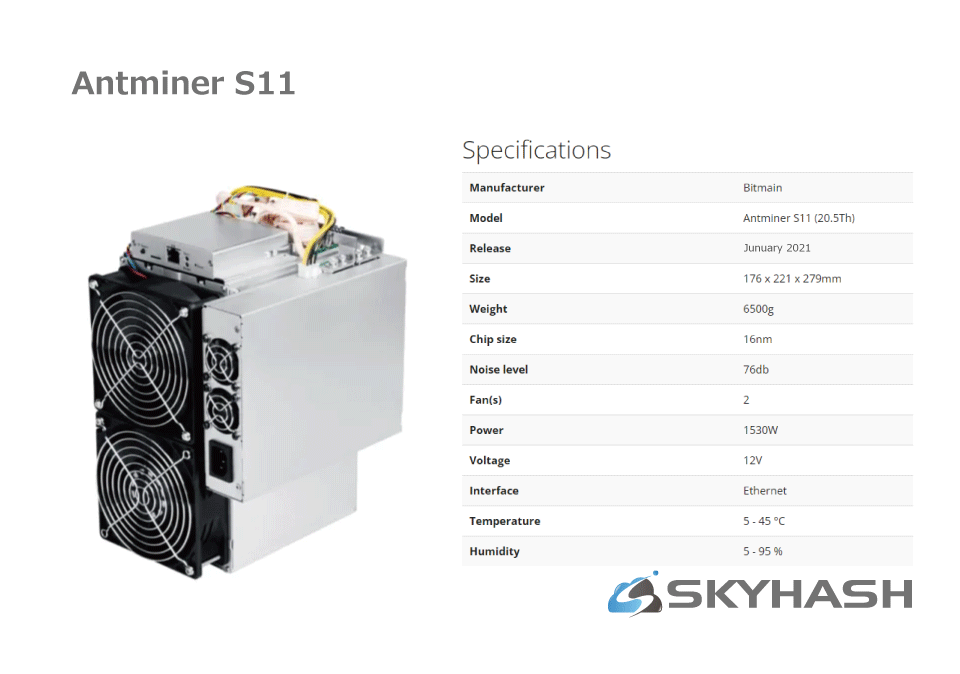 Antminer S11
Specifications
Manufacturer Bitmain
Model Antminer S11 (20.5Th)
Release Junuary 2021
Size 176 x 221 x 279mm
Weight 6500g
Chip size 16nm
Noise level 76db
Fan(s) 2
Power 1530W
Voltage 12V
Interface Ethernet
Temperature 5 - 45 °C
Humidity 5 - 95 %
SKYHASH